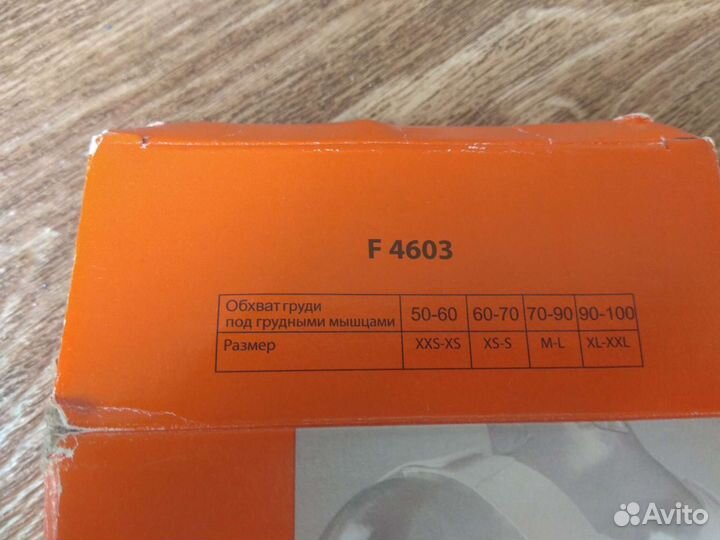 F 4603
Обхват груди
под грудными мышцами 50-60 60-70 70-90 90-100
Размер XXS-XS XS-S M-L XL-XXL
Avito